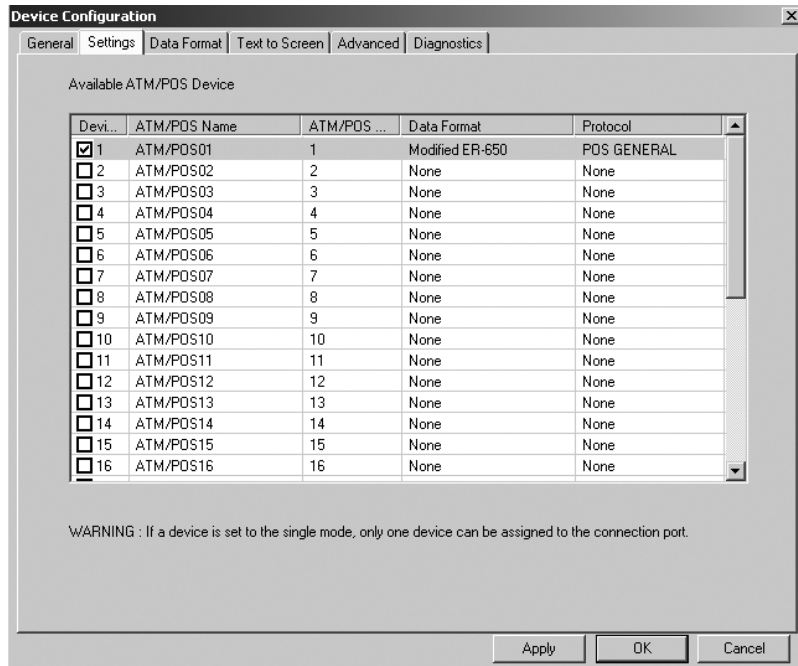 Device Configuration
General Settings Data Format Text to Screen Advanced Diagnostics
Available ATM/POS Device
Devi... ATM/POS Name ATM/POS ... Data Format Protocol
1 ATM/POS01 1 Modified ER-650 POS GENERAL
2 ATM/POS02 2 None None
3 ATM/POS03 3 None None
4 ATM/POS04 4 None None
5 ATM/POS05 5 None None
6 ATM/POS06 6 None None
7 ATM/POS07 7 None None
8 ATM/POS08 8 None None
9 ATM/POS09 9 None None
10 ATM/POS10 10 None None
11 ATM/POS11 11 None None
12 ATM/POS12 12 None None
13 ATM/POS13 13 None None
14 ATM/POS14 14 None None
15 ATM/POS15 15 None None
16 ATM/POS16 16 None None
WARNING : If a device is set to the single mode, only one device can be assigned to the connection port.
Apply OK Cancel